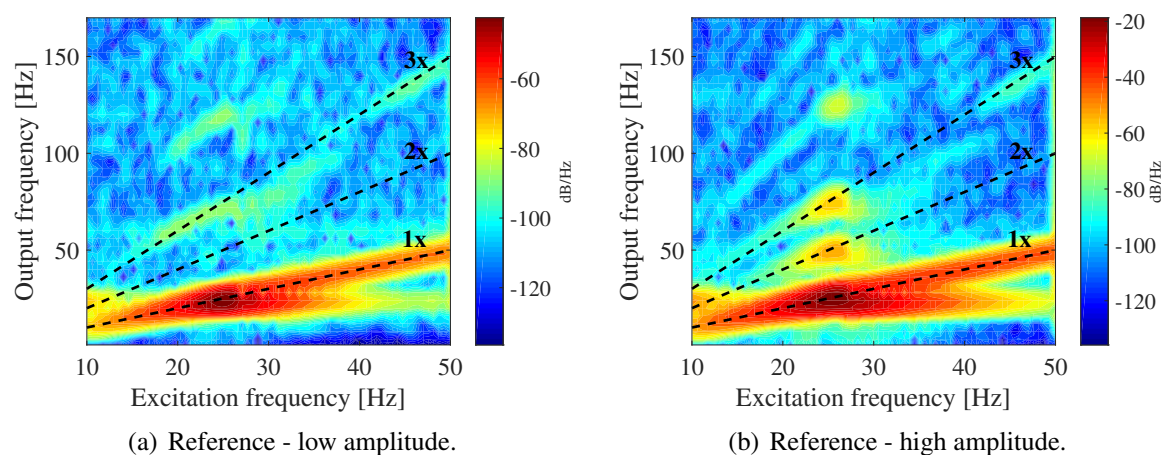 150
100
50
10
20
30
40
50
Output frequency [Hz]
Excitation frequency [Hz]
3x
2x
1x
-60
-80
-100
-120
dB/Hz
(a) Reference - low amplitude.
150
100
50
10
20
30
40
50
Output frequency [Hz]
Excitation frequency [Hz]
3x
2x
1x
-20
-40
-60
-80
-100
-120
dB/Hz
(b) Reference - high amplitude.